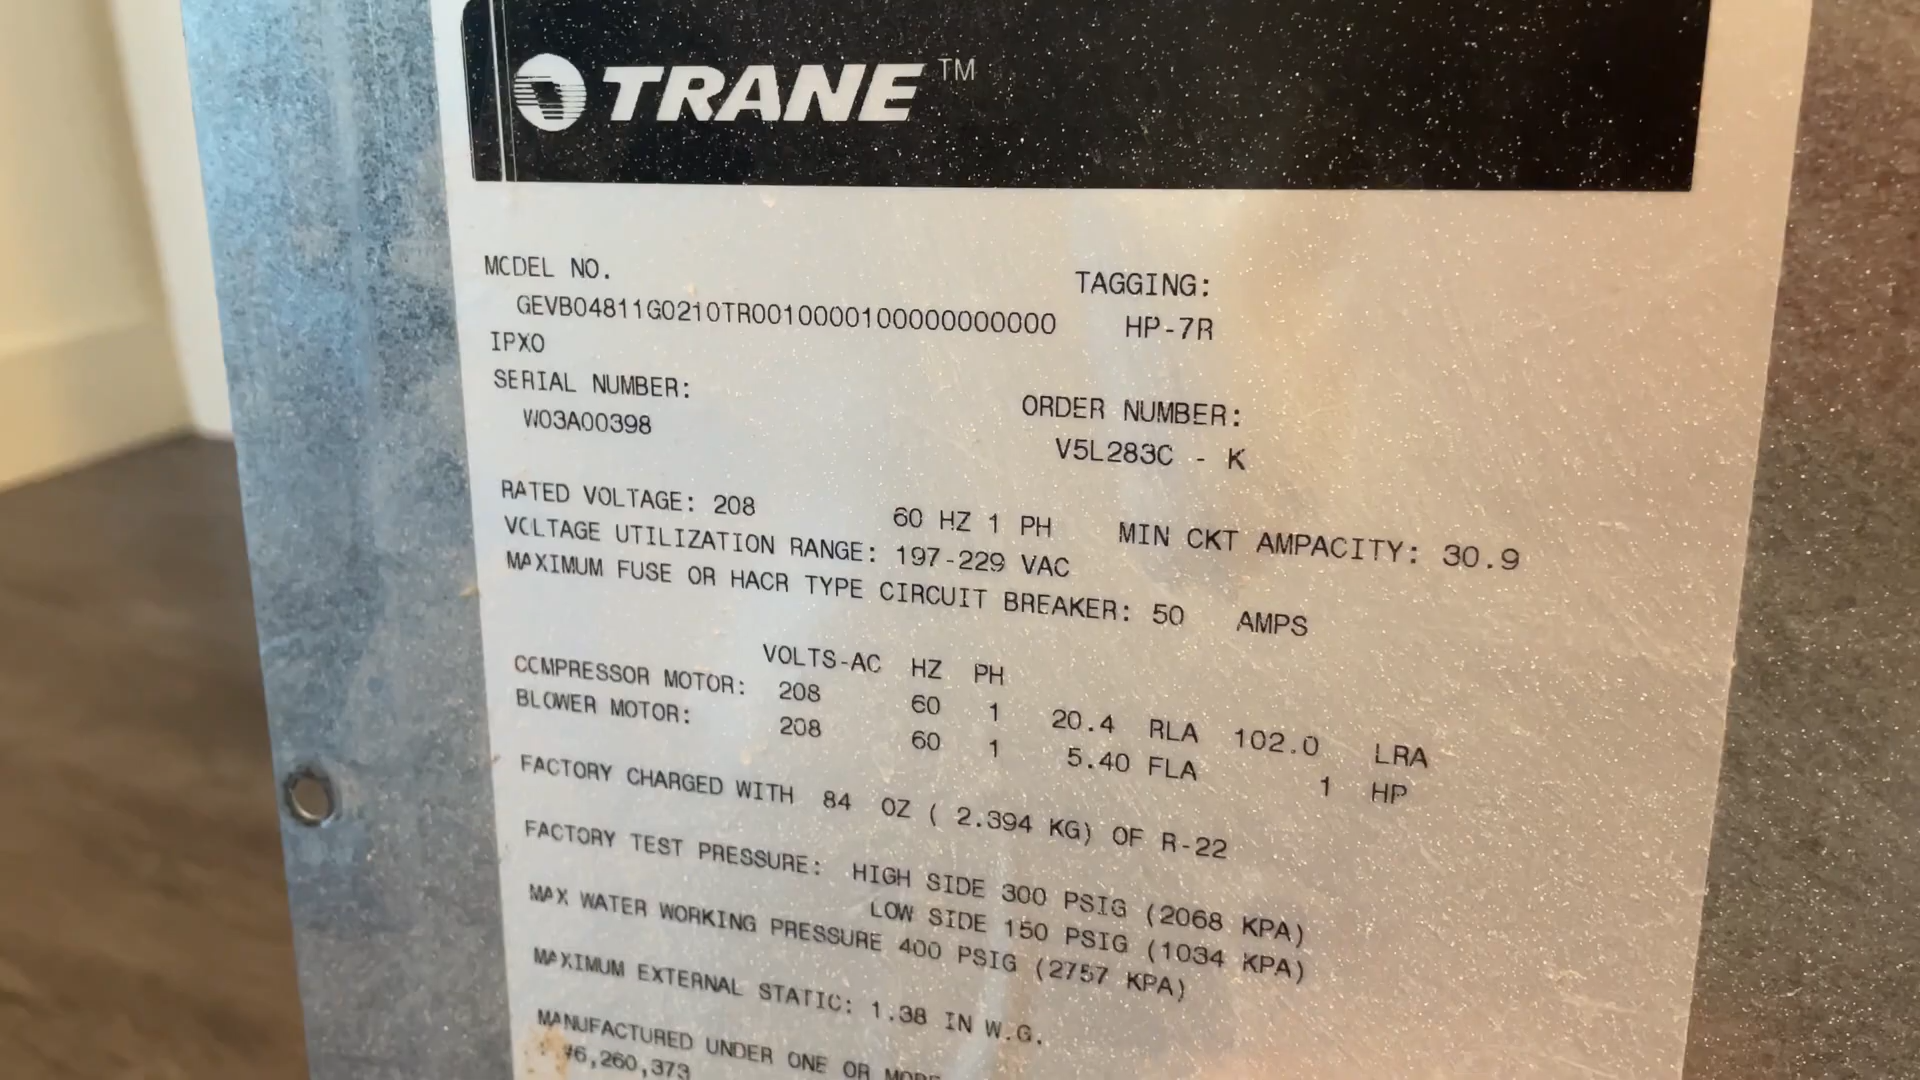 TRANE™
MODEL NO.
TAGGING:
GEVB04811G0210TR00100001000000000000
HP-7R
IPX0
SERIAL NUMBER:
ORDER NUMBER:
W03A00398
V5L283C - K
RATED VOLTAGE: 208 60 HZ 1 PH MIN CKT AMPACITY: 30.9
VOLTAGE UTILIZATION RANGE: 197-229 VAC
MAXIMUM FUSE OR HACR TYPE CIRCUIT BREAKER: 50 AMPS
VOLTS-AC HZ PH
COMPRESSOR MOTOR: 208 60 1 20.4 RLA 102.0 LRA
BLOWER MOTOR: 208 60 1 5.40 FLA 1 HP
FACTORY CHARGED WITH 84 OZ ( 2.394 KG) OF R-22
FACTORY TEST PRESSURE: HIGH SIDE 300 PSIG (2068 KPA)
LOW SIDE 150 PSIG (1034 KPA)
MAX WATER WORKING PRESSURE 400 PSIG (2757 KPA)
MAXIMUM EXTERNAL STATIC: 1.38 IN W.G.
MANUFACTURED UNDER ONE OR MORE
#6,260,373